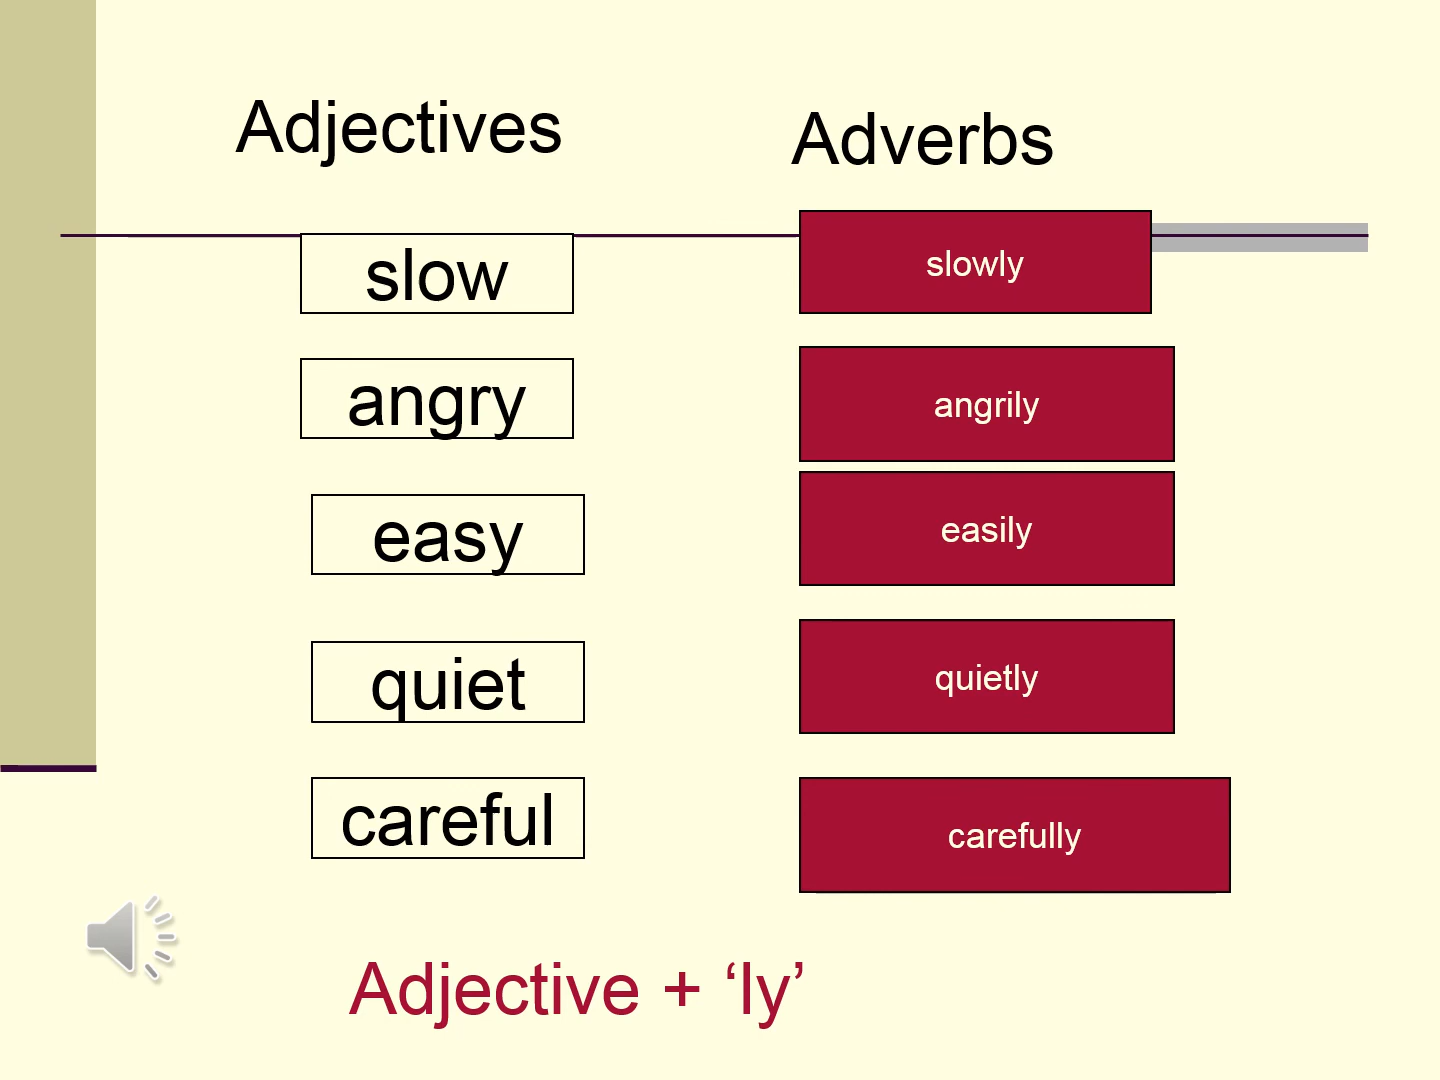 Adjectives
Adverbs
slow
slowly
angry
angrily
easy
easily
quiet
quietly
careful
carefully
Adjective + ‘ly’